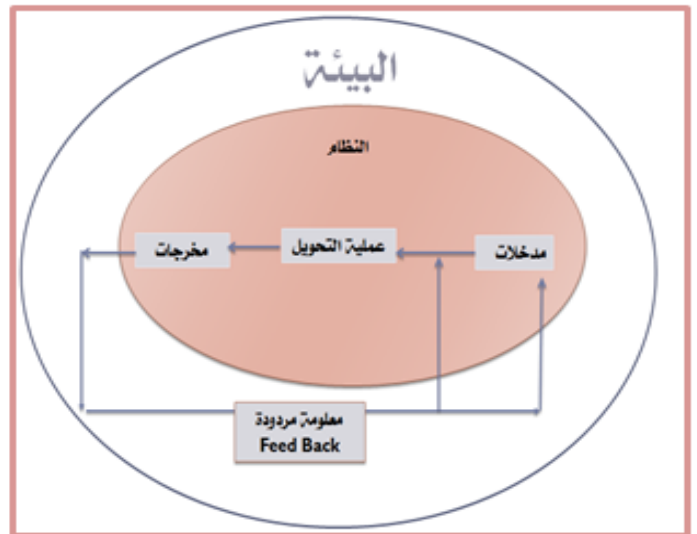 البيئة
النظام
مدخلات
عملية التحويل
مخرجات
معلومة مردودة
Feed Back